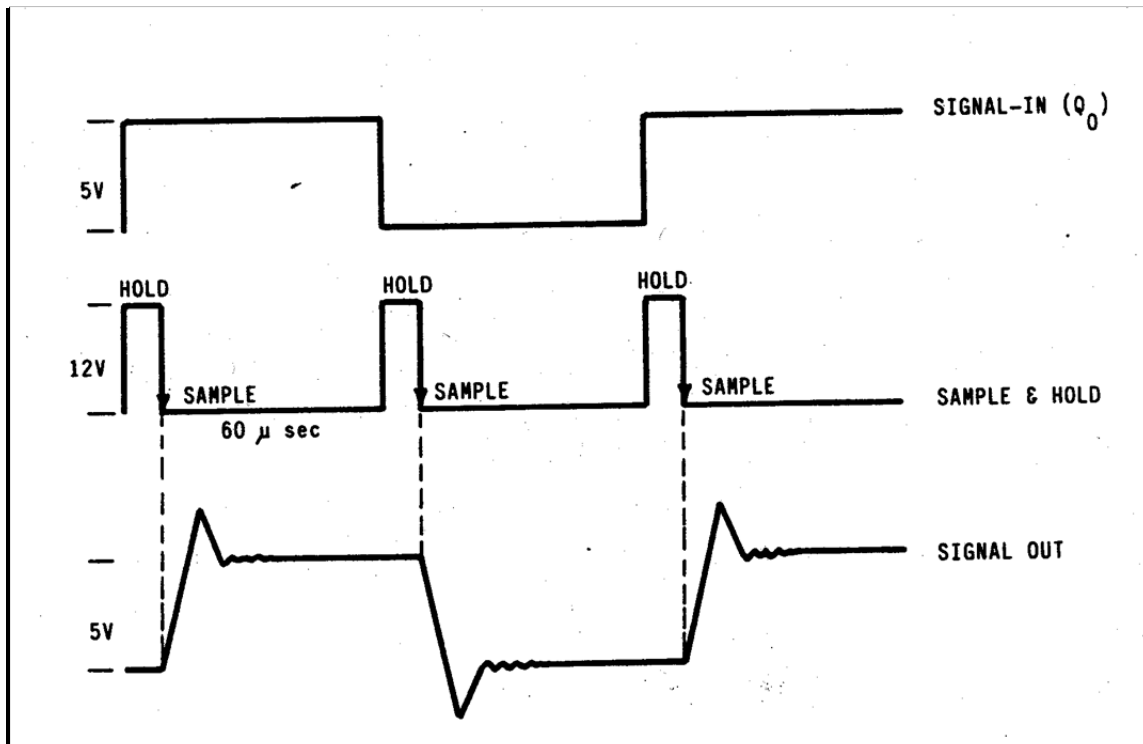 SIGNAL-IN (Q0)
5V
HOLD
HOLD
HOLD
12V
SAMPLE
SAMPLE
SAMPLE
SAMPLE & HOLD
60 μ sec
SIGNAL OUT
5V